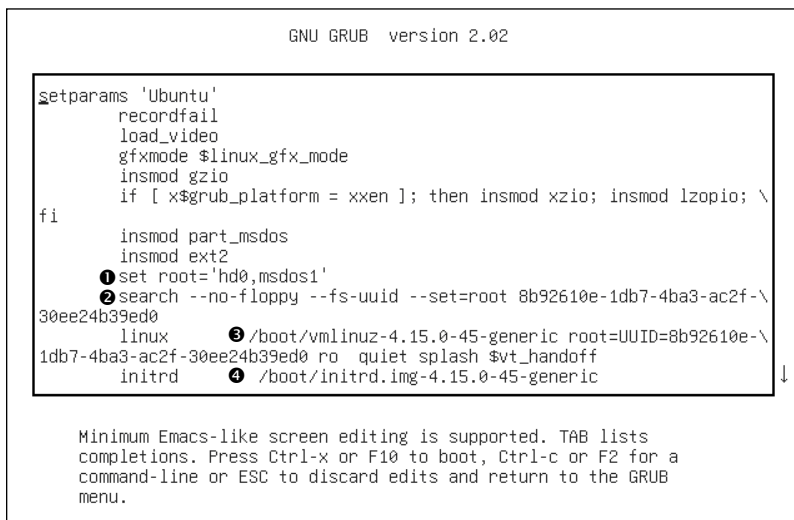 GNU GRUB version 2.02
setparams 'Ubuntu'
recordfail
load_video
gfxmode $linux_gfx_mode
insmod gzio
if [ x$grub_platform = xxen ]; then insmod xzio; insmod lzopio; \
fi
insmod part_msdos
insmod ext2
❶ set root='hd0,msdos1'
❷ search --no-floppy --fs-uuid --set=root 8b92610e-1db7-4ba3-ac2f-\
30ee24b39ed0
linux ❸ /boot/vmlinuz-4.15.0-45-generic root=UUID=8b92610e-\
1db7-4ba3-ac2f-30ee24b39ed0 ro quiet splash $vt_handoff
initrd ❹ /boot/initrd.img-4.15.0-45-generic
↓
Minimum Emacs-like screen editing is supported. TAB lists
completions. Press Ctrl-x or F10 to boot, Ctrl-c or F2 for a
command-line or ESC to discard edits and return to the GRUB
menu.